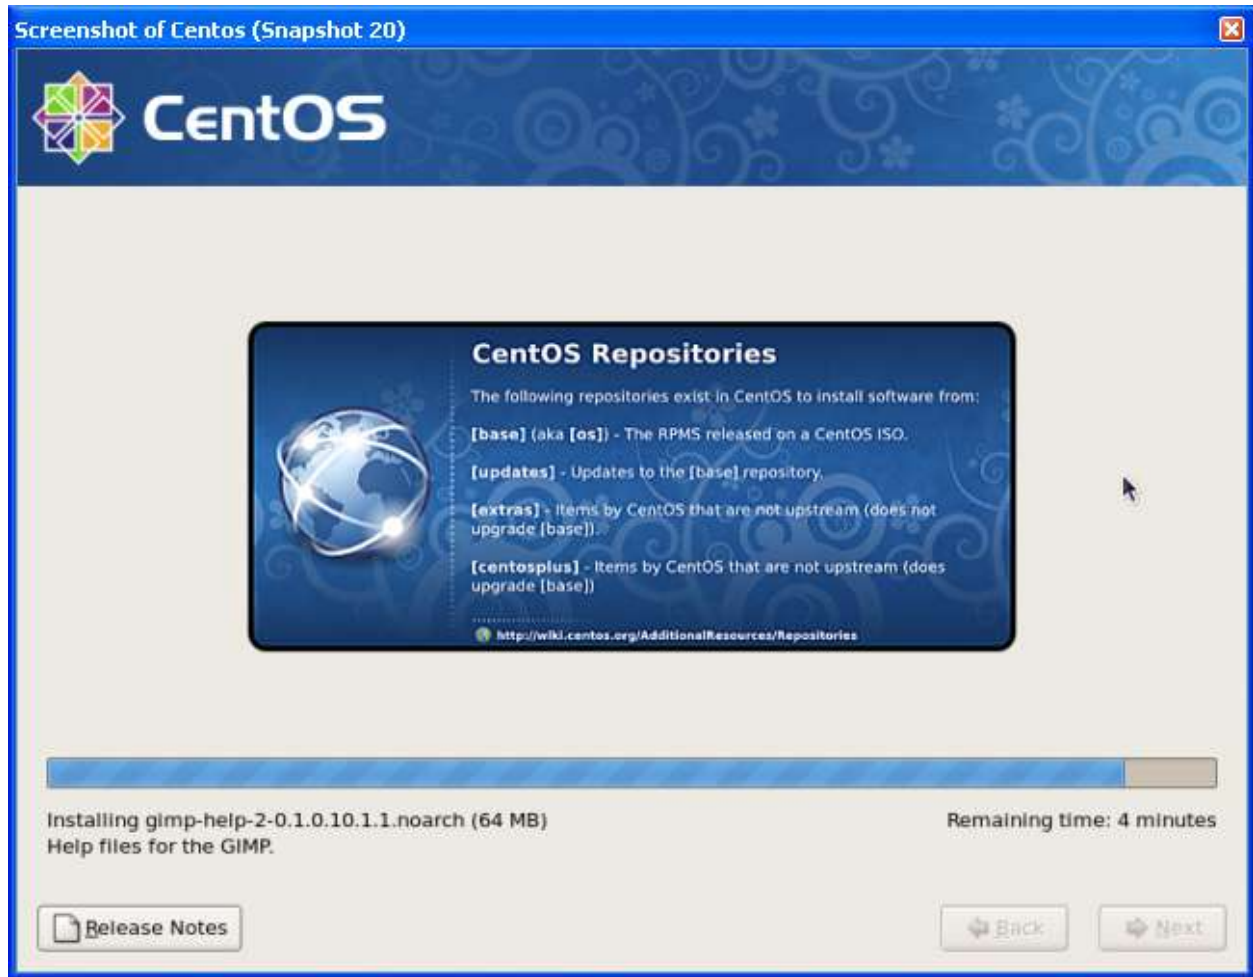 Screenshot of Centos (Snapshot 20)
CentOS
CentOS Repositories
The following repositories exist in CentOS to install software from:
[base] (aka [os]) - The RPMS released on a CentOS ISO.
[updates] - Updates to the [base] repository.
[extras] - Items by CentOS that are not upstream (does not
upgrade [base]).
[centosplus] - Items by CentOS that are not upstream (does
upgrade [base])
http://wiki.centos.org/AdditionalResources/Repositories
Installing gimp-help-2-0.1.0.10.1.1.noarch (64 MB)
Remaining time: 4 minutes
Help files for the GIMP.
Release Notes
Back
Next